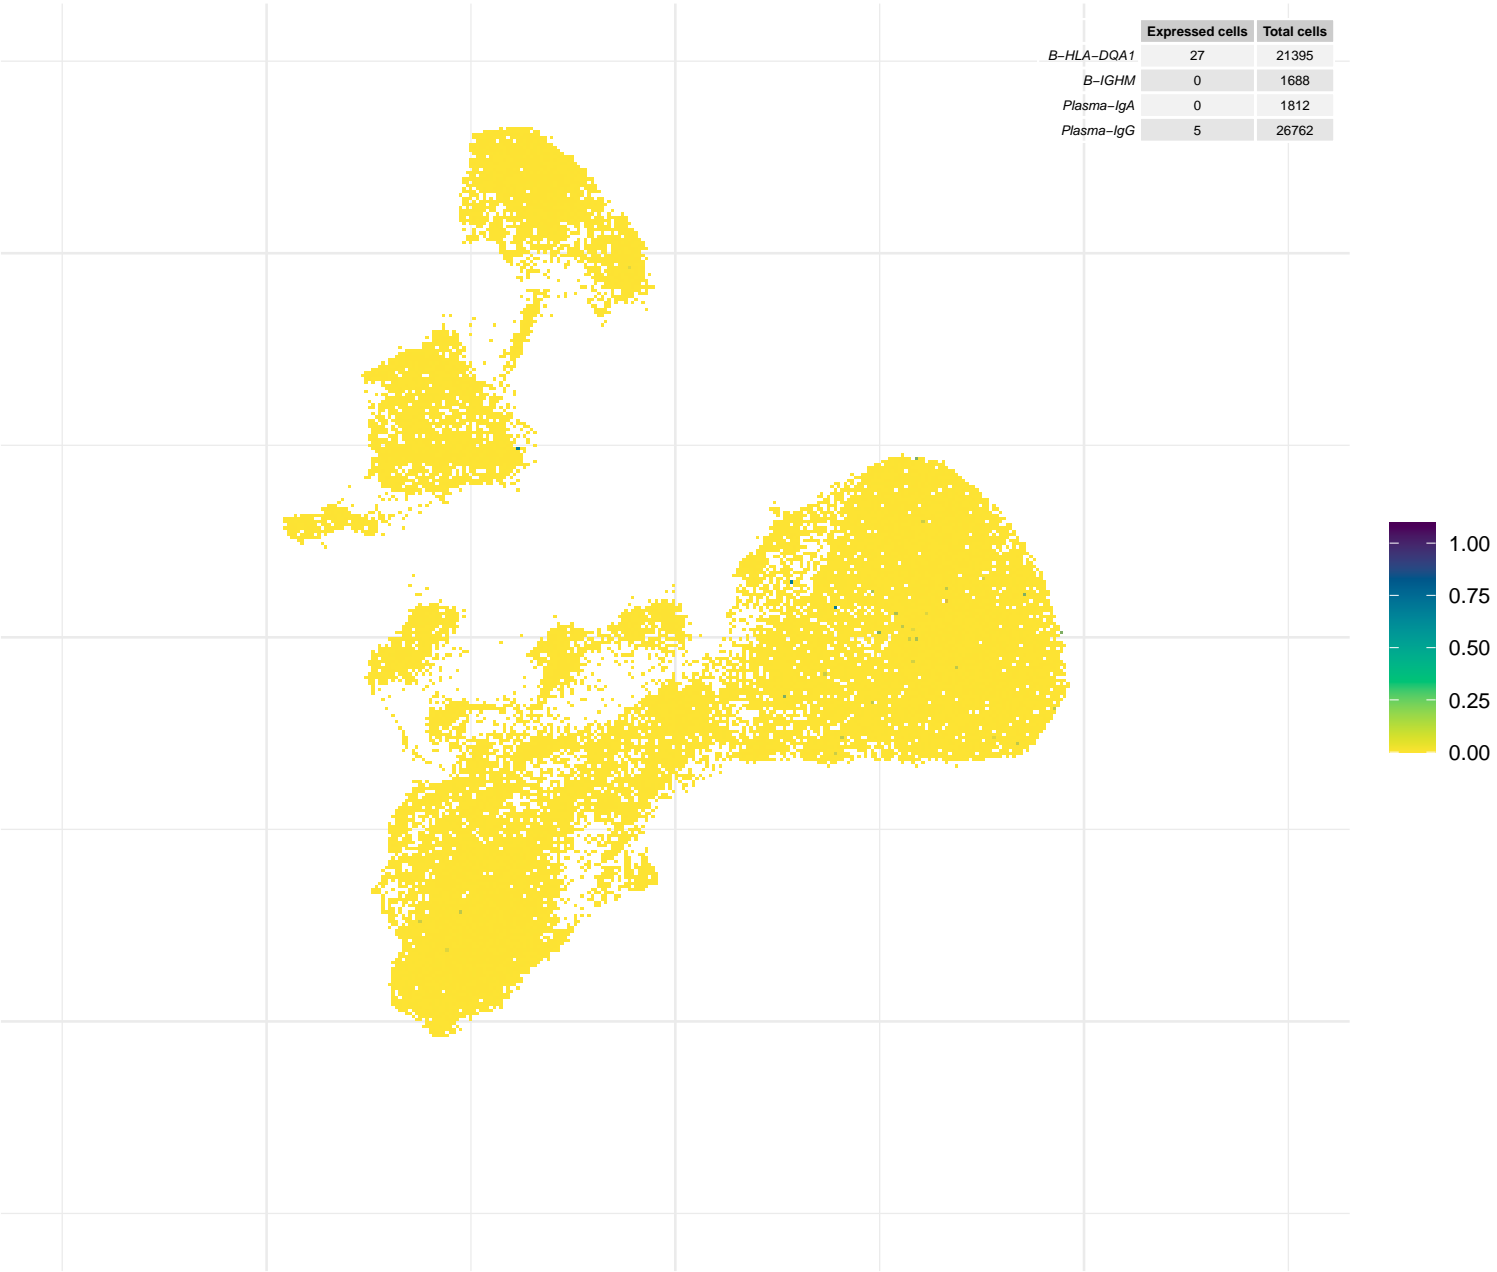 Expressed cells Total cells
B−HLA−DQA1 27 21395
B−IGHM 0 1688
Plasma−IgA 0 1812
Plasma−IgG 5 26762
1.00
0.75
0.50
0.25
0.00